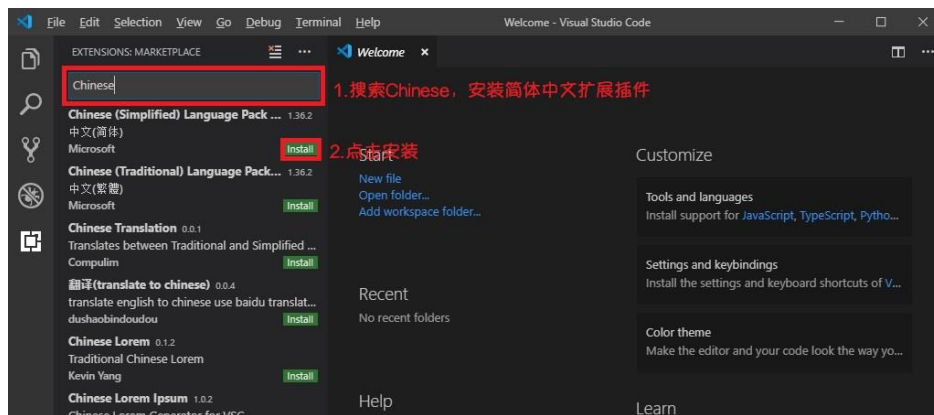 File Edit Selection View Go Debug Terminal Help
Welcome - Visual Studio Code
EXTENSIONS: MARKETPLACE
Chinese
Chinese (Simplified) Language Pack ... 1.36.2
中文(简体)
Microsoft
Install
Chinese (Traditional) Language Pack... 1.36.2
中文(繁體)
Microsoft
Install
Chinese Translation 0.0.1
Translates between Traditional and Simplified ...
Compulim
Install
翻译(translate to chinese) 0.0.4
translate english to chinese use baidu translat...
dushaobindoudou
Install
Chinese Lorem 0.1.2
Traditional Chinese Lorem
Kevin Yang
Install
Chinese Lorem Ipsum 1.0.2
Chinese Lorem Generator for VSC
Welcome
1.搜索Chinese，安装简体中文扩展插件
2.点击安装
Start
New file
Open folder...
Add workspace folder...
Recent
No recent folders
Help
Customize
Tools and languages
Install support for JavaScript, TypeScript, Pytho...
Settings and keybindings
Install the settings and keyboard shortcuts of V...
Color theme
Make the editor and your code look the way yo...
Learn